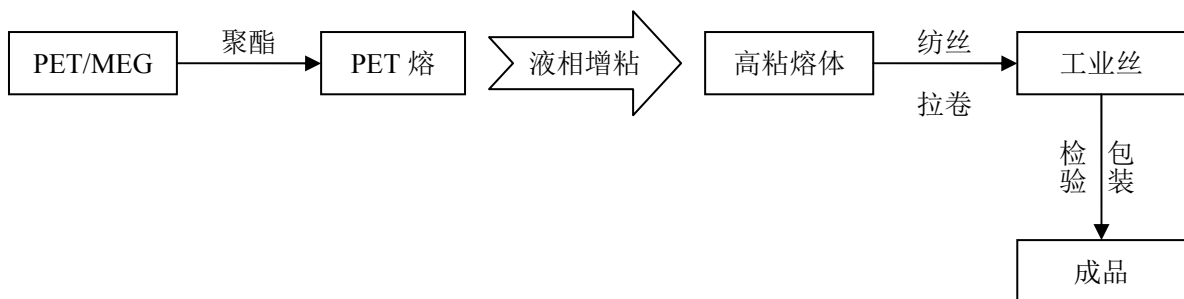 PET/MEG
聚酯
PET 熔
液相增粘
高粘熔体
纺丝
拉卷
工业丝
检验
包装
成品